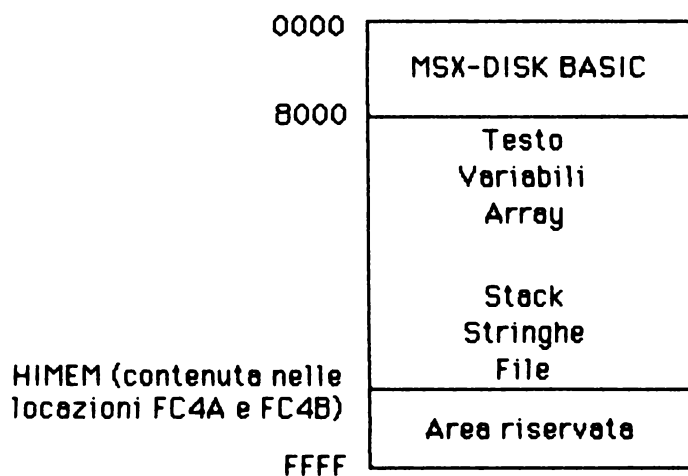 0000
MSX-DISK BASIC
8000
Testo
Variabili
Array
Stack
Stringhe
File
HIMEM (contenuta nelle
locazioni FC4A e FC4B)
Area riservata
FFFF